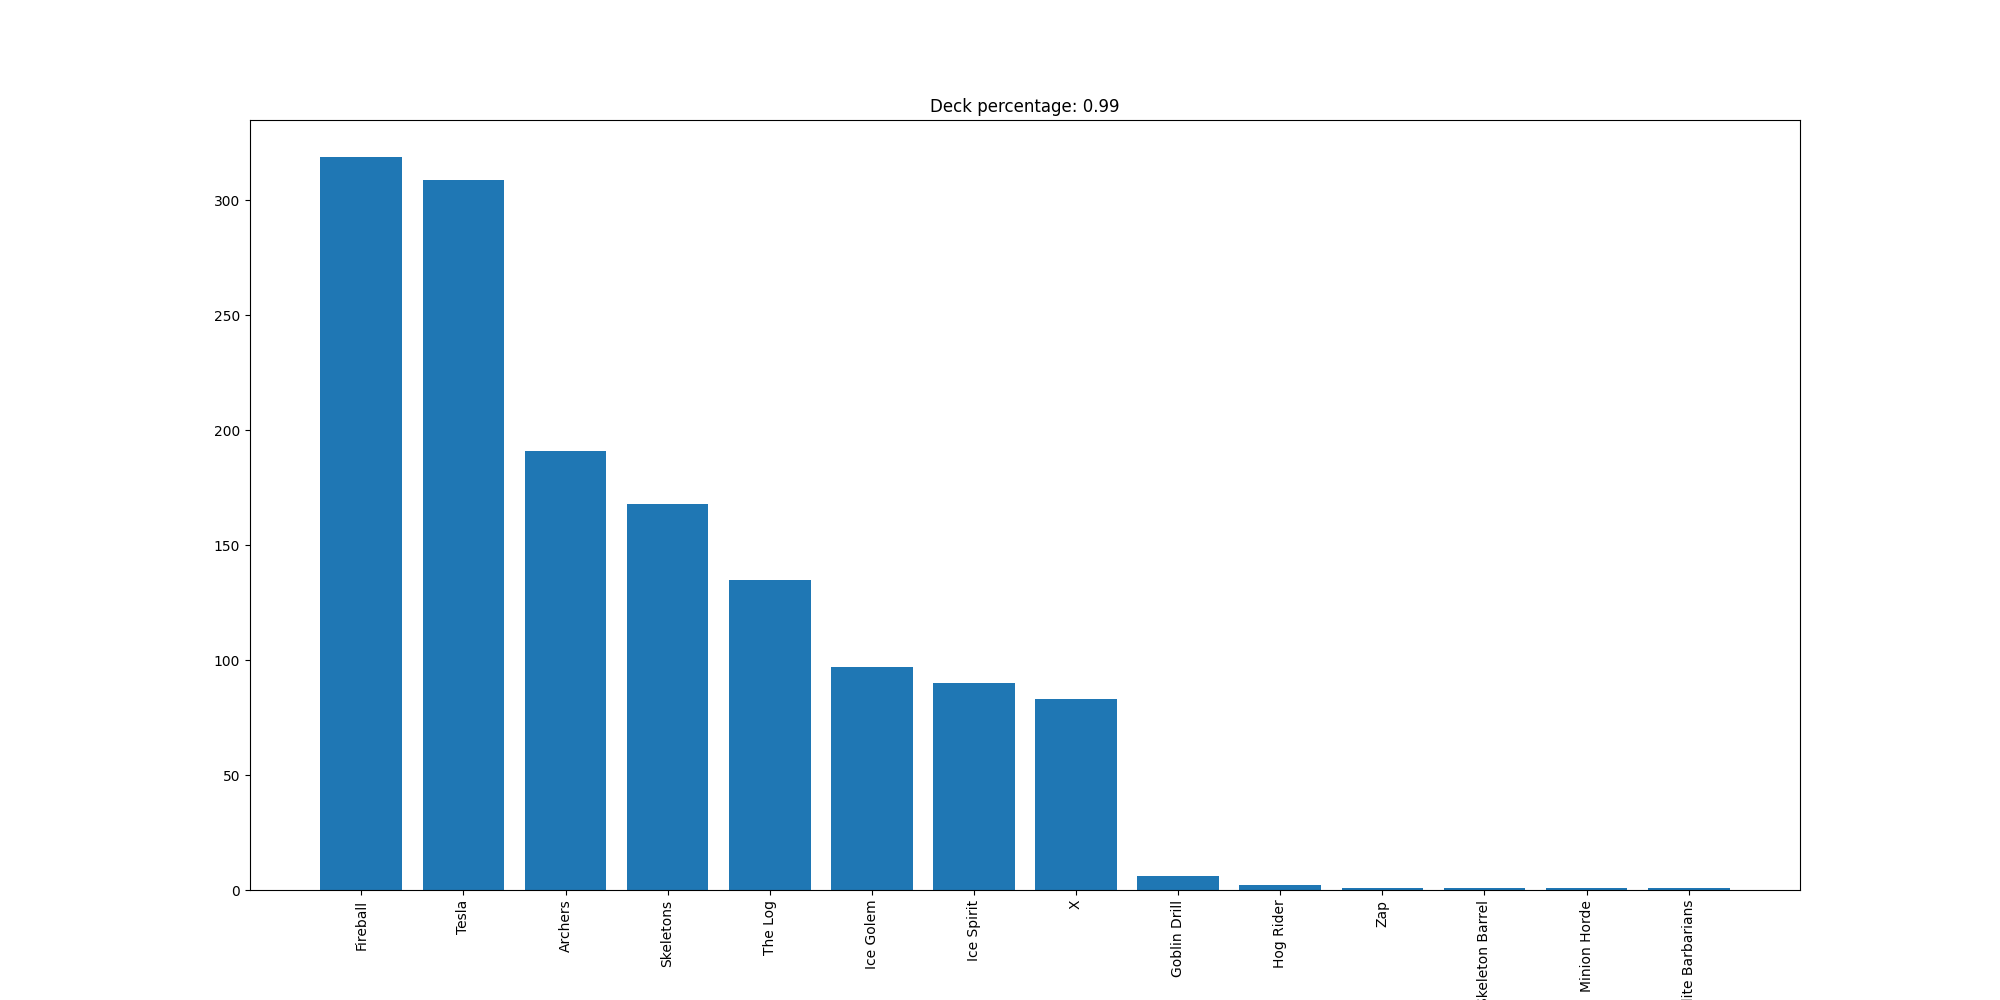 Deck percentage: 0.99
300
250
200
150
100
50
0
Fireball
Tesla
Archers
Skeletons
The Log
Ice Golem
Ice Spirit
X
Goblin Drill
Hog Rider
Zap
keleton Barrel
Minion Horde
lite Barbarians